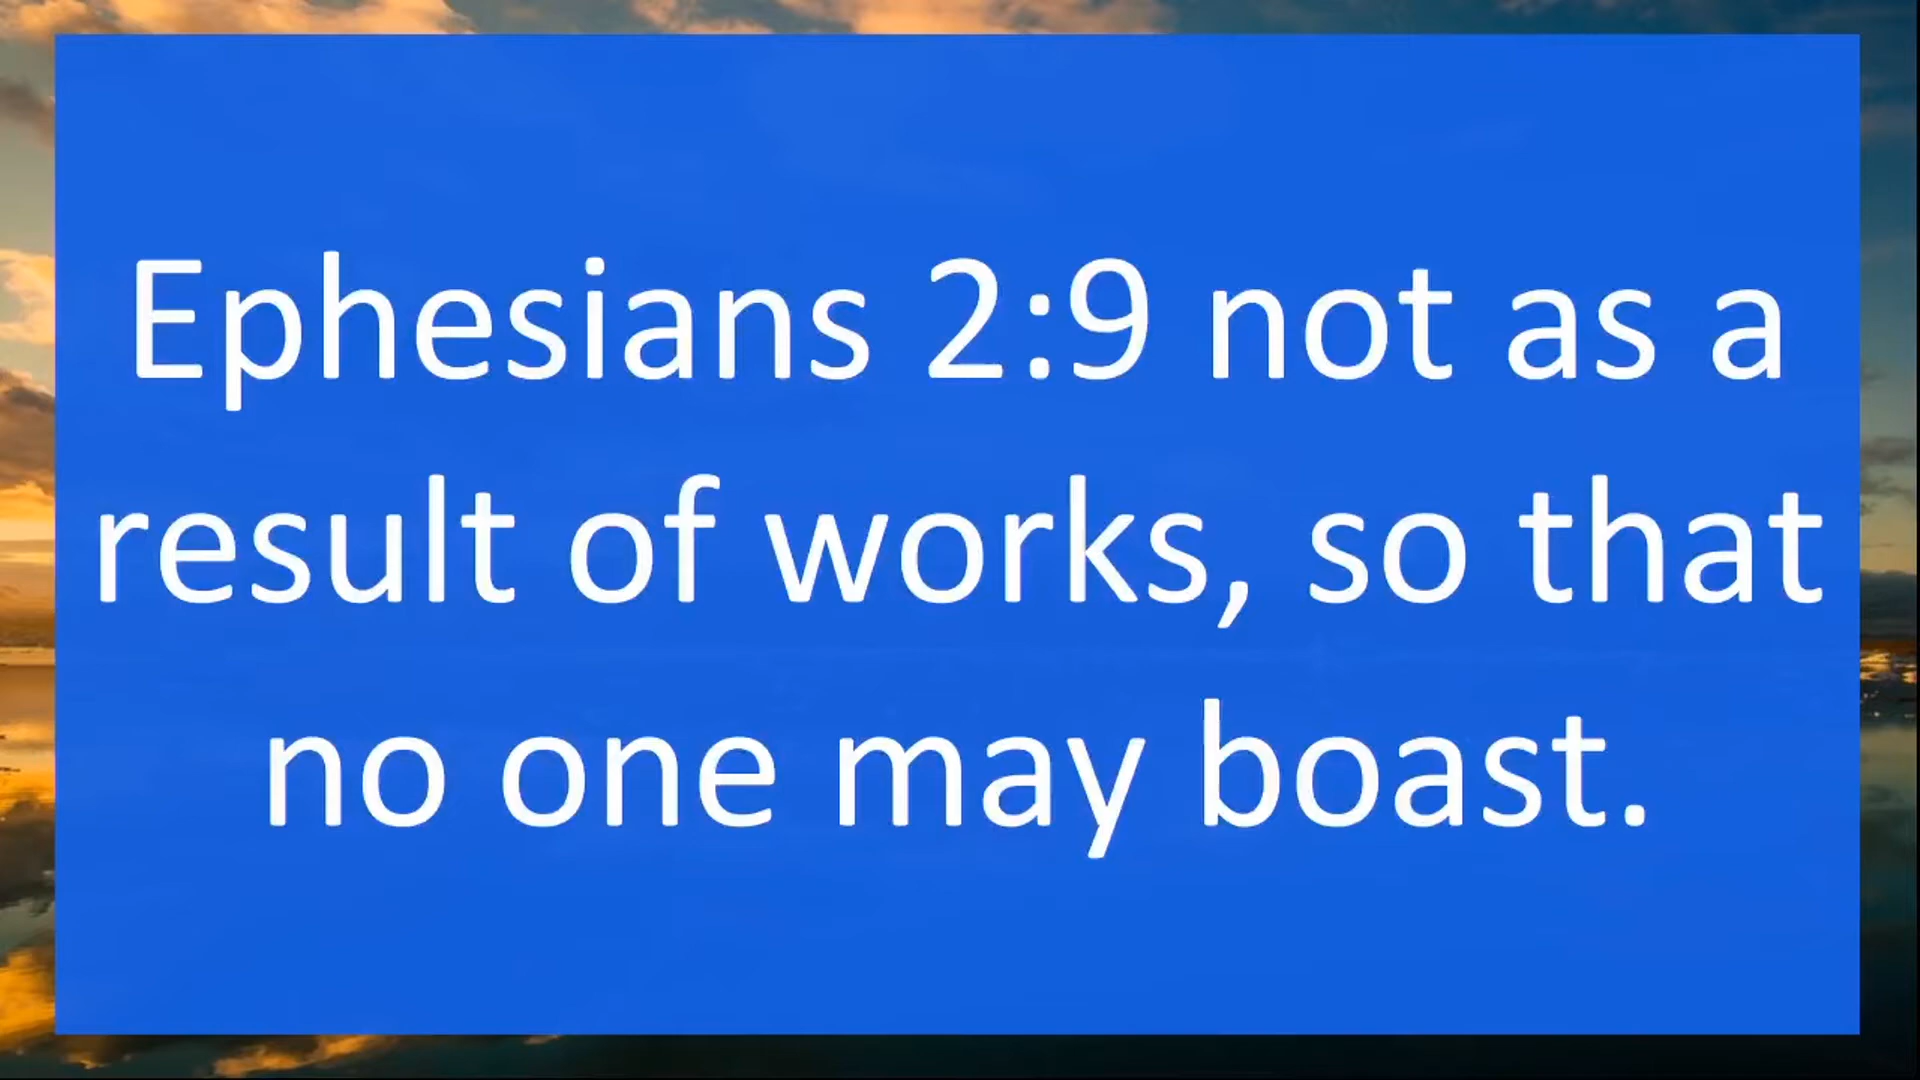 Ephesians 2:9 not as a
result of works, so that
no one may boast.